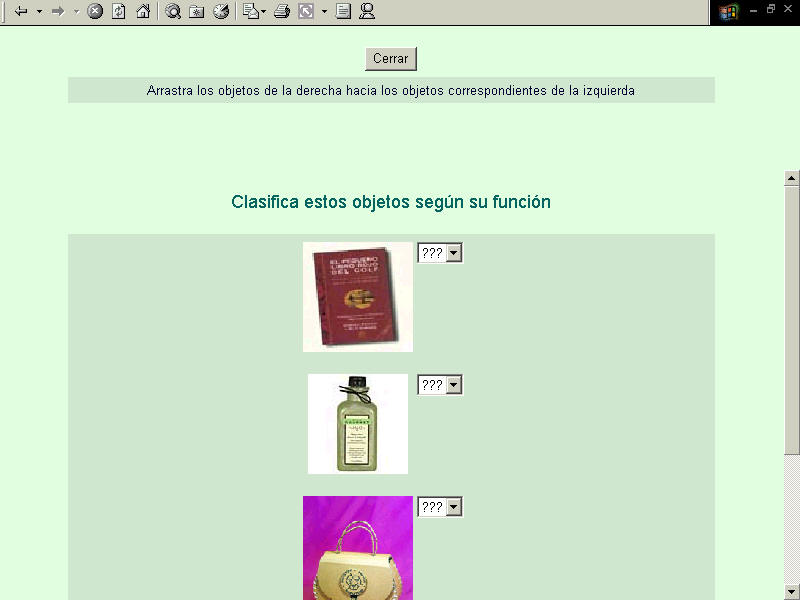 Cerrar
Arrastra los objetos de la derecha hacia los objetos correspondientes de la izquierda
Clasifica estos objetos según su función
???
EL PEQUEÑO
LIBRO ROJO
DEL GOLF
???
???